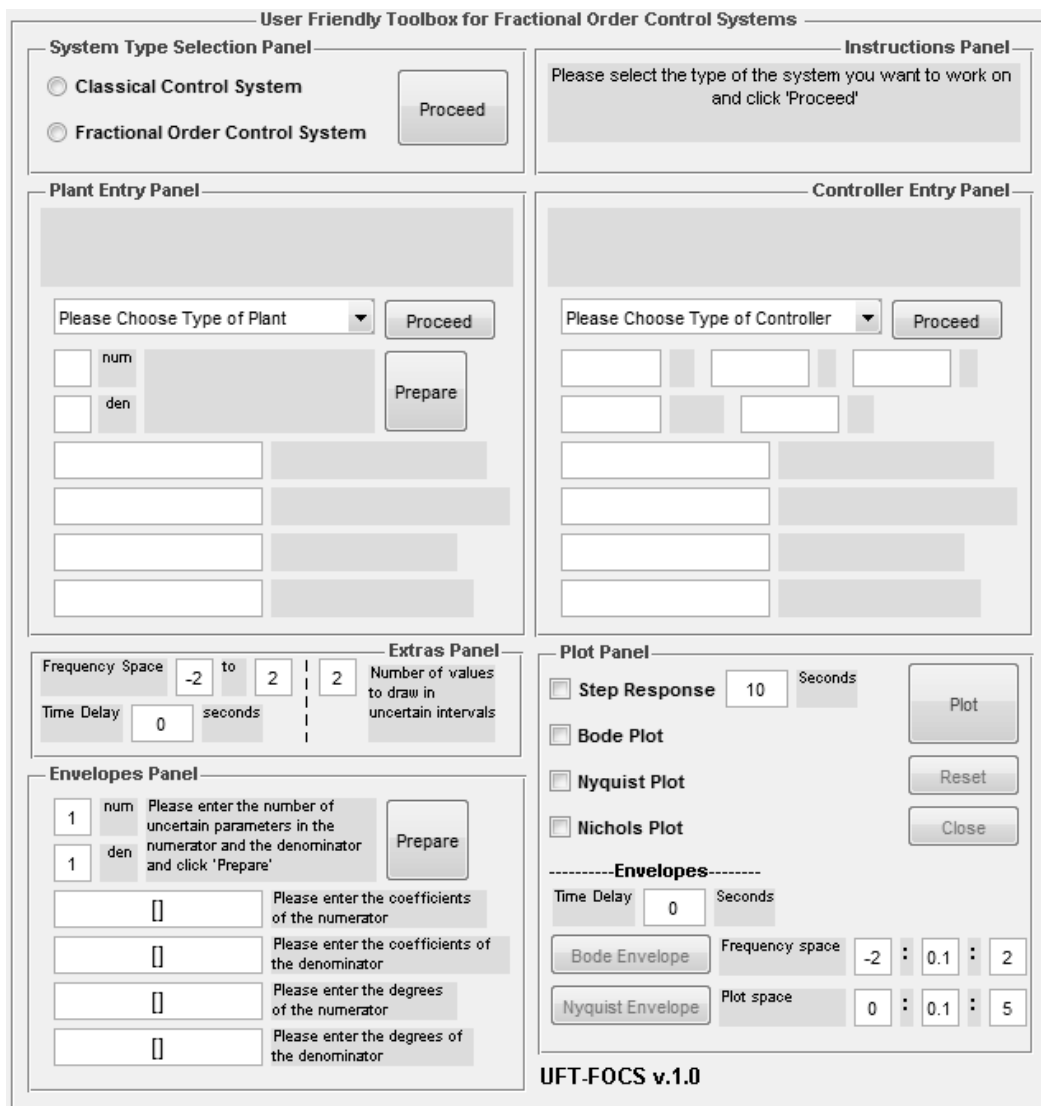 User Friendly Toolbox for Fractional Order Control Systems
System Type Selection Panel
Classical Control System
Fractional Order Control System
Proceed
Instructions Panel
Please select the type of the system you want to work on
and click 'Proceed'
Plant Entry Panel
Please Choose Type of Plant
Proceed
num
den
Prepare
Controller Entry Panel
Please Choose Type of Controller
Proceed
Extras Panel
Frequency Space -2 to 2
Time Delay 0 seconds
2
Number of values
to draw in
uncertain intervals
Envelopes Panel
1 num
1 den
Please enter the number of
uncertain parameters in the
numerator and the denominator
and click 'Prepare'
Prepare
[]
Please enter the coefficients
of the numerator
[]
Please enter the coefficients of
the denominator
[]
Please enter the degrees
of the numerator
[]
Please enter the degrees of
the denominator
Plot Panel
Step Response 10 Seconds
Bode Plot
Nyquist Plot
Nichols Plot
Plot
Reset
Close
----------Envelopes--------
Time Delay 0 Seconds
Bode Envelope Frequency space -2 : 0.1 : 2
Nyquist Envelope Plot space 0 : 0.1 : 5
UFT-FOCS v.1.0